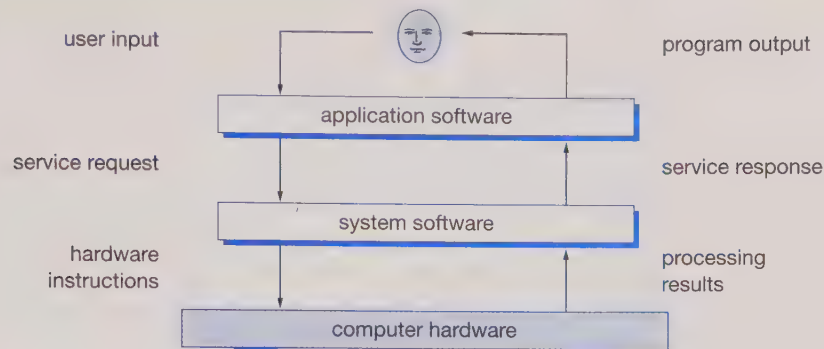 user input
program output
application software
service request
service response
system software
hardware
instructions
processing
results
computer hardware